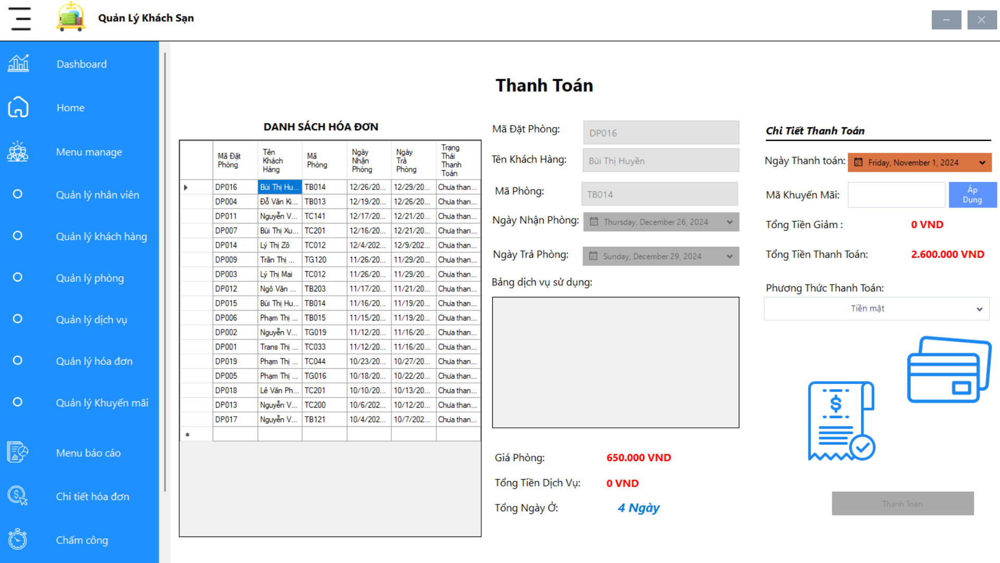 Quản Lý Khách Sạn
Dashboard
Home
Menu manage
Quản lý nhân viên
Quản lý khách hàng
Quản lý phòng
Quản lý dịch vụ
Quản lý hóa đơn
Quản lý Khuyến mãi
Menu báo cáo
Chi tiết hóa đơn
Chấm công
Thanh Toán
DANH SÁCH HÓA ĐƠN
Mã Đặt Phòng Tên Khách Hàng Mã Phòng Ngày Nhận Phòng Ngày Trả Phòng Trạng Thái Thanh Toán
DP016 Bùi Thị Hu... TB014 12/26/20... 12/29/20... Chưa than...
DP004 Đỗ Văn Ki... TB013 12/19/20... 12/26/20... Chưa than...
DP011 Nguyễn V... TC141 12/17/20... 12/21/20... Chưa than...
DP007 Bùi Thị Xu... TC201 12/16/20... 12/21/20... Chưa than...
DP014 Lý Thị Zô TC012 12/4/202... 12/9/202... Chưa than...
DP009 Trần Thị ... TG120 11/26/20... 11/29/20... Chưa than...
DP003 Lý Thị Mai TC012 11/26/20... 11/29/20... Chưa than...
DP012 Ngô Văn ... TB203 11/17/20... 11/21/20... Chưa than...
DP015 Bùi Thị Hu... TB014 11/16/20... 11/19/20... Chưa than...
DP006 Phạm Thị ... TB015 11/15/20... 11/19/20... Chưa than...
DP002 Nguyễn V... TG019 11/12/20... 11/16/20... Chưa than...
DP001 Trans Thị ... TC033 11/12/20... 11/16/20... Chưa than...
DP019 Phạm Thị ... TC044 10/23/20... 10/27/20... Chưa than...
DP005 Phạm Thị ... TG016 10/18/20... 10/22/20... Chưa than...
DP018 Lê Văn Ph... TC201 10/10/20... 10/13/20... Chưa than...
DP013 Nguyễn V... TC200 10/6/202... 10/12/20... Chưa than...
DP017 Nguyễn V... TB121 10/4/202... 10/7/202... Chưa than...
Mã Đặt Phòng: DP016
Tên Khách Hàng: Bùi Thị Huyền
Mã Phòng: TB014
Ngày Nhận Phòng: Thursday, December 26, 2024
Ngày Trả Phòng: Sunday, December 29, 2024
Bảng dịch vụ sử dụng:
Giá Phòng: 650.000 VND
Tổng Tiền Dịch Vụ: 0 VND
Tổng Ngày Ở: 4 Ngày
Chi Tiết Thanh Toán
Ngày Thanh toán: Friday, November 1, 2024
Mã Khuyến Mãi: Áp Dụng
Tổng Tiền Giảm : 0 VND
Tổng Tiền Thanh Toán: 2.600.000 VND
Phương Thức Thanh Toán:
Tiền mặt
$
Thanh Toán